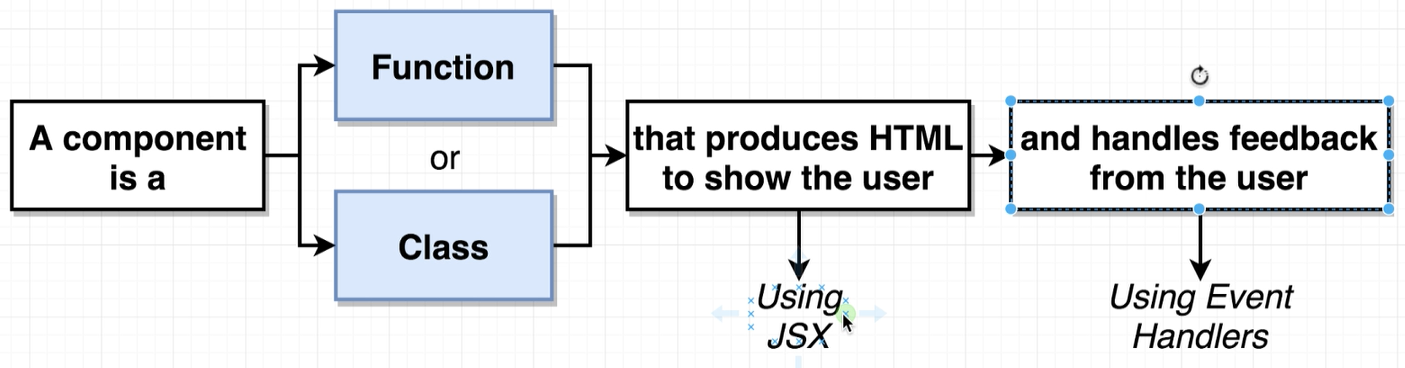 A component
is a
Function
or
Class
that produces HTML
to show the user
and handles feedback
from the user
Using
JSX
Using Event
Handlers